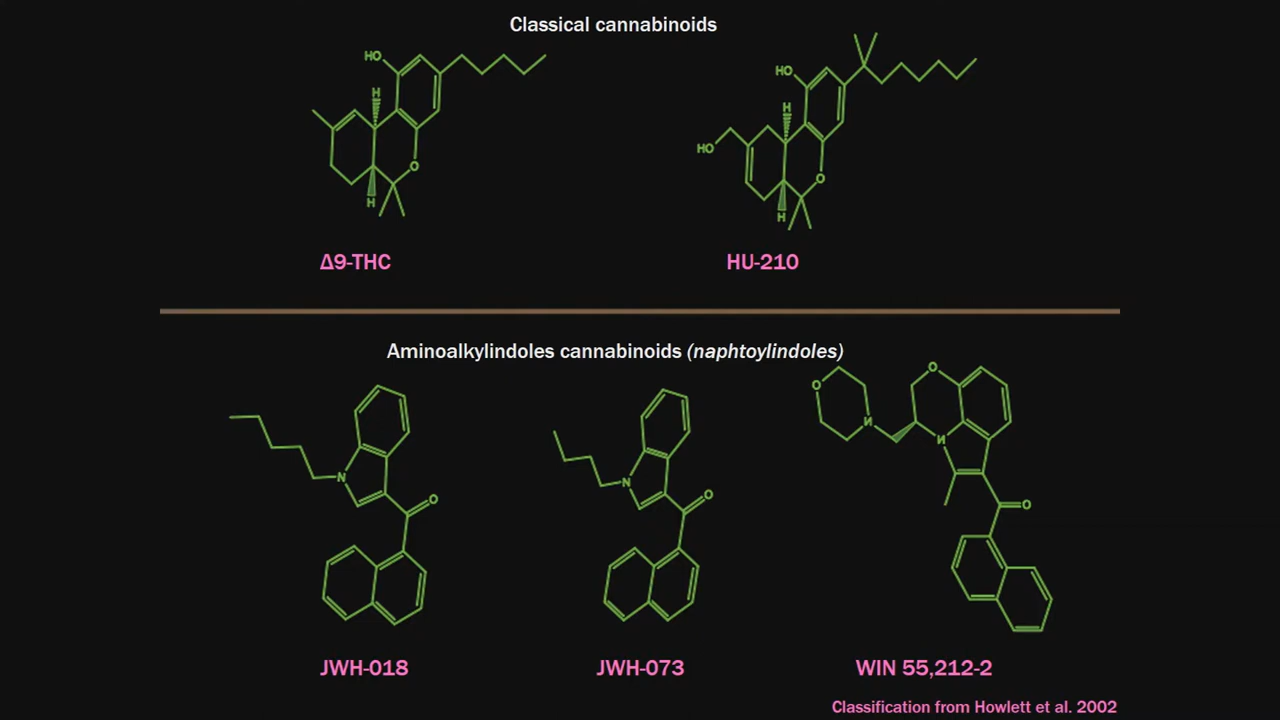 Classical cannabinoids
HO
H
O
H
Δ9-THC
HO
H
HO
O
H
HU-210
Aminoalkylindoles cannabinoids (naphtoylindoles)
N
O
JWH-018
N
O
JWH-073
O
O
N
N
O
WIN 55,212-2
Classification from Howlett et al. 2002